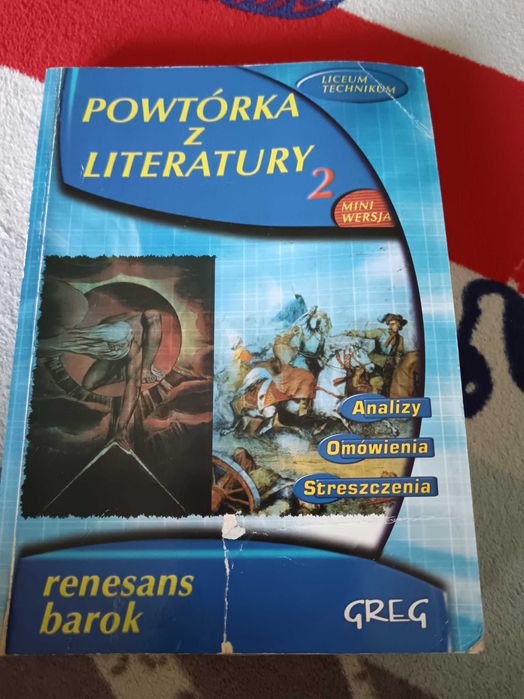 LICEUM
TECHNIKUM
POWTÓRKA
Z
LITERATURY
2
MINI
WERSJA
Analizy
Omówienia
Streszczenia
renesans
barok
GREG